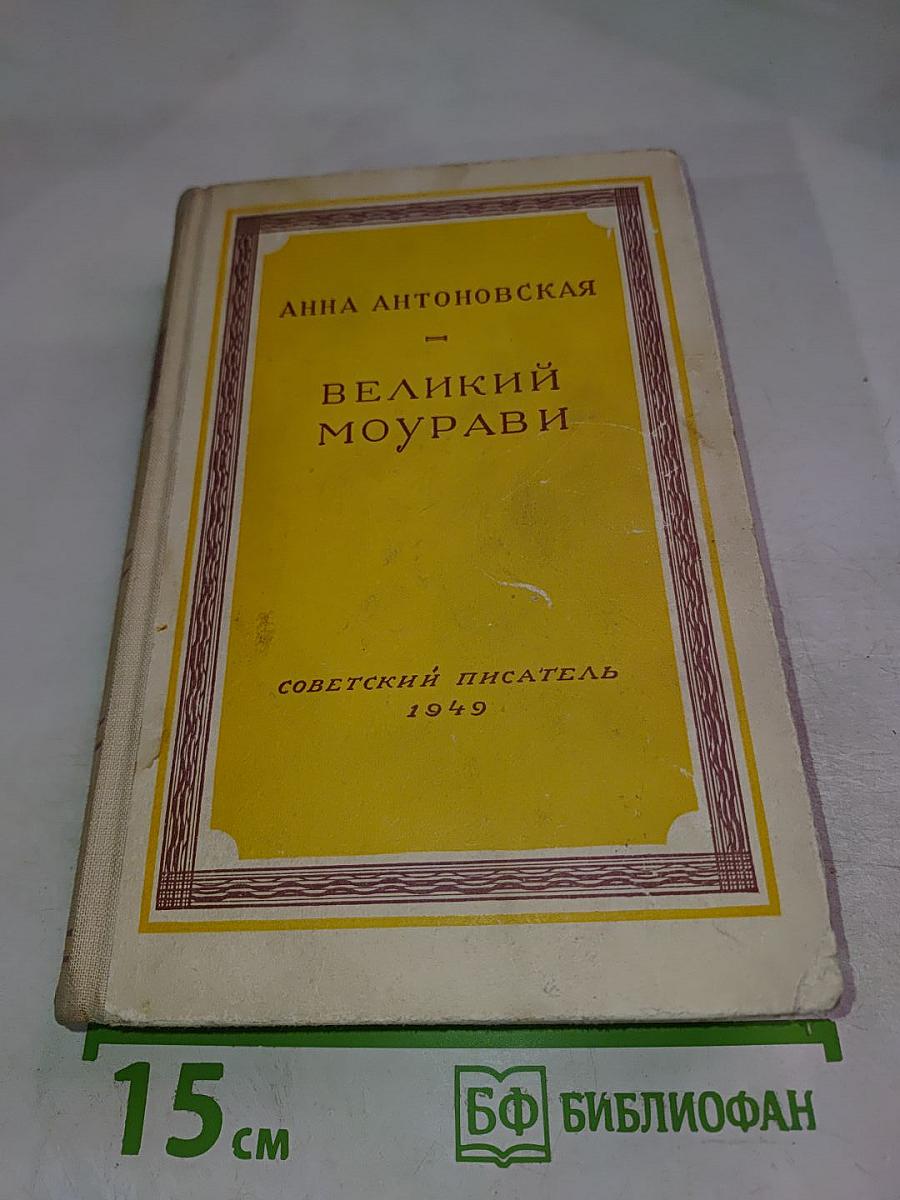 АННА АНТОНОВСКАЯ
ВЕЛИКИЙ
МОУРАВИ
СОВЕТСКИЙ ПИСАТЕЛЬ
1949
15 см
БФ БИБЛИОФАН